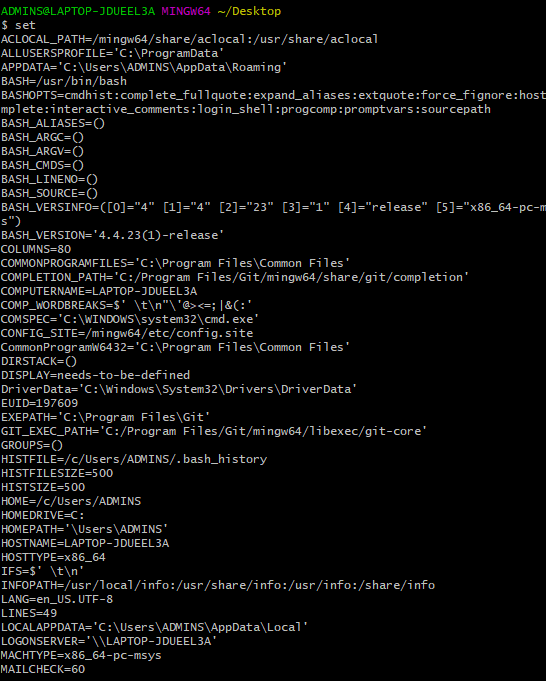 ADMINS@LAPTOP-JDUEEL3A MINGW64 ~/Desktop
$ set
ACLOCAL_PATH=/mingw64/share/aclocal:/usr/share/aclocal
ALLUSERSPROFILE='C:\ProgramData'
APPDATA='C:\Users\ADMINS\AppData\Roaming'
BASH=/usr/bin/bash
BASHOPTS=cmdhist:complete_fullquote:expand_aliases:extquote:force_fignore:host
mplete:interactive_comments:login_shell:progcomp:promptvars:sourcepath
BASH_ALIASES=()
BASH_ARGC=()
BASH_ARGV=()
BASH_CMDS=()
BASH_LINENO=()
BASH_SOURCE=()
BASH_VERSINFO=([0]="4" [1]="4" [2]="23" [3]="1" [4]="release" [5]="x86_64-pc-m
s")
BASH_VERSION='4.4.23(1)-release'
COLUMNS=80
COMMONPROGRAMFILES='C:\Program Files\Common Files'
COMPLETION_PATH='C:/Program Files/Git/mingw64/share/git/completion'
COMPUTERNAME=LAPTOP-JDUEEL3A
COMP_WORDBREAKS=$' \t\n"\'@><=;|&(:'
COMSPEC='C:\WINDOWS\system32\cmd.exe'
CONFIG_SITE=/mingw64/etc/config.site
CommonProgramW6432='C:\Program Files\Common Files'
DIRSTACK=()
DISPLAY=needs-to-be-defined
DriverData='C:\Windows\System32\Drivers\DriverData'
EUID=197609
EXEPATH='C:\Program Files\Git'
GIT_EXEC_PATH='C:/Program Files/Git/mingw64/libexec/git-core'
GROUPS=()
HISTFILE=/c/Users/ADMINS/.bash_history
HISTFILESIZE=500
HISTSIZE=500
HOME=/c/Users/ADMINS
HOMEDRIVE=C:
HOMEPATH='\Users\ADMINS'
HOSTNAME=LAPTOP-JDUEEL3A
HOSTTYPE=x86_64
IFS=$' \t\n'
INFOPATH=/usr/local/info:/usr/share/info:/usr/info:/share/info
LANG=en_US.UTF-8
LINES=49
LOCALAPPDATA='C:\Users\ADMINS\AppData\Local'
LOGONSERVER='\\LAPTOP-JDUEEL3A'
MACHTYPE=x86_64-pc-msys
MAILCHECK=60